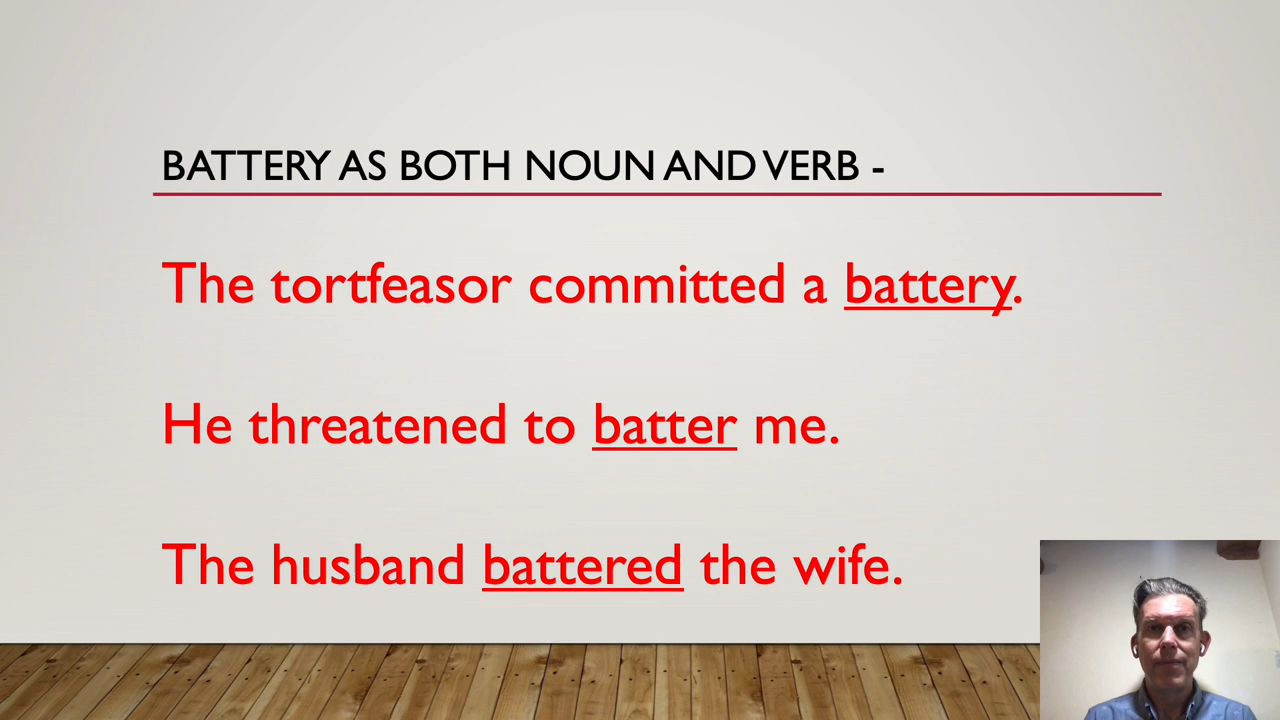 BATTERY AS BOTH NOUN AND VERB -
The tortfeasor committed a battery.
He threatened to batter me.
The husband battered the wife.